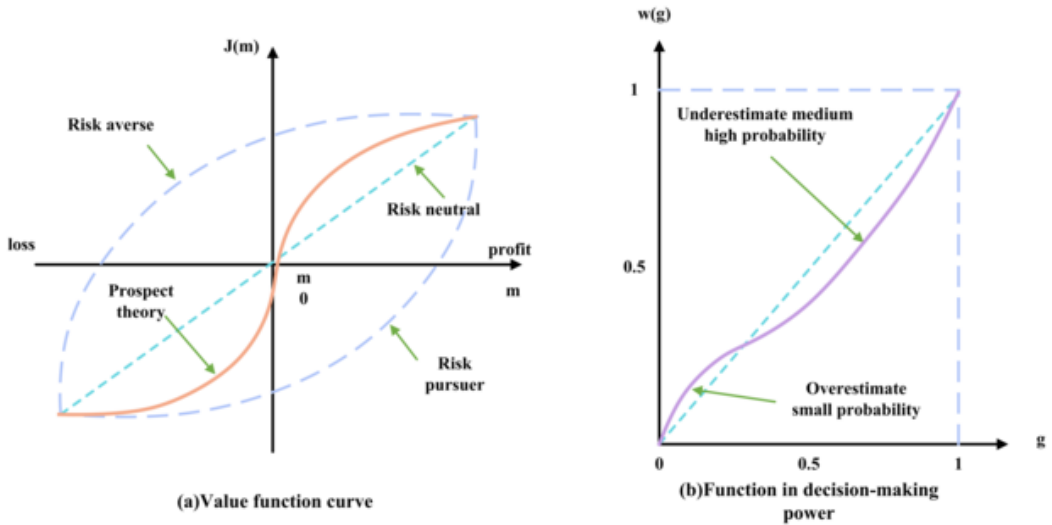 J(m)
Risk averse
Risk neutral
loss
profit
m
0
m
Prospect
theory
Risk
pursuer
(a)Value function curve
w(g)
1
Underestimate medium
high probability
0.5
Overestimate
small probability
g
0
0.5
1
(b)Function in decision-making
power